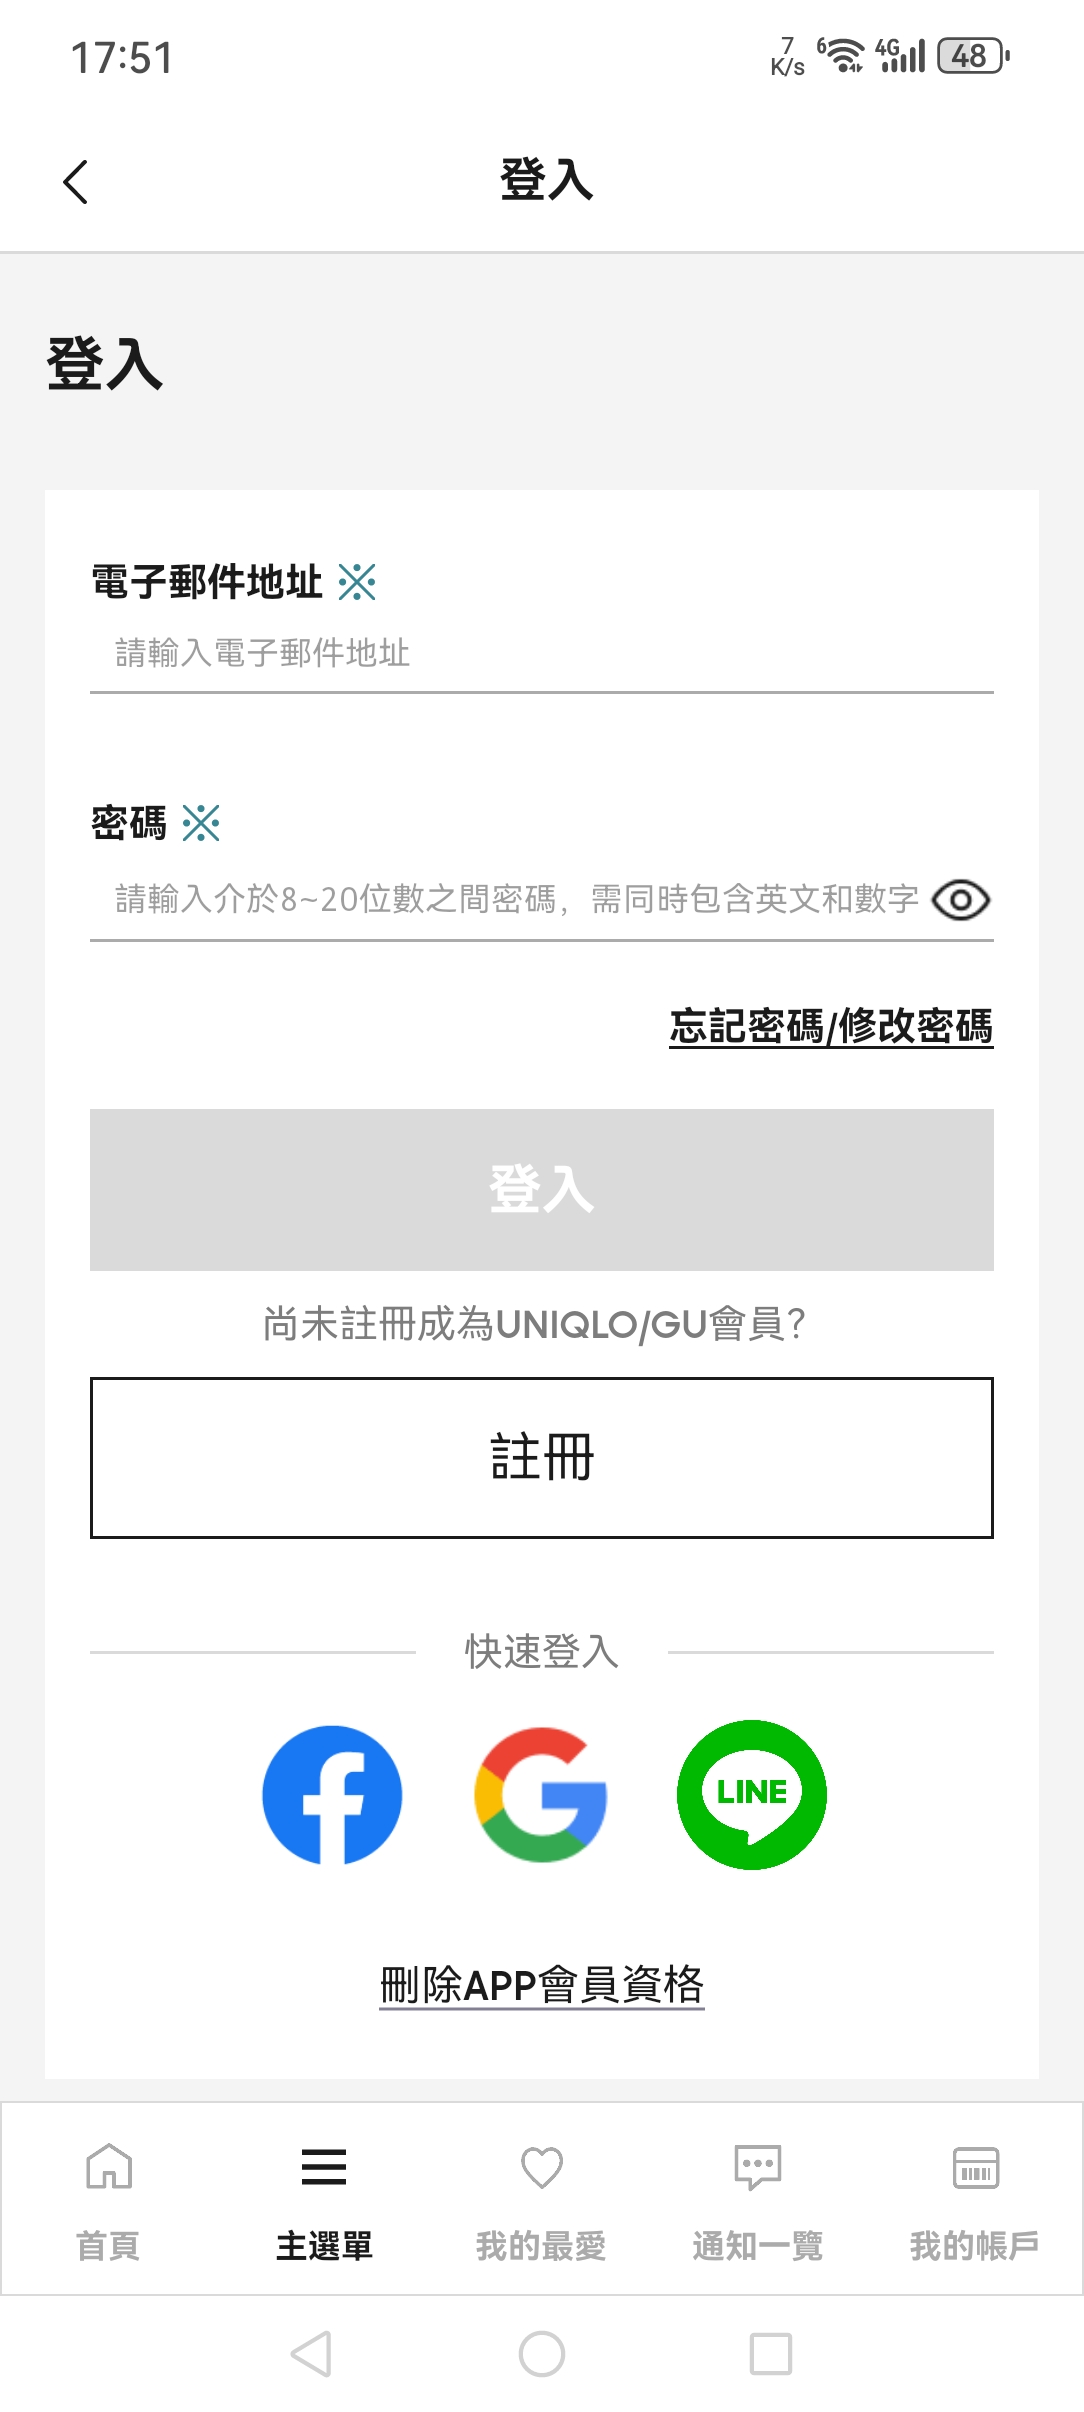 17:51
7
K/s
6
4G
48
登入
登入
電子郵件地址 ※
請輸入電子郵件地址
密碼 ※
請輸入介於8~20位數之間密碼，需同時包含英文和數字
忘記密碼/修改密碼
登入
尚未註冊成為UNIQLO/GU會員?
註冊
快速登入
LINE
刪除APP會員資格
首頁
主選單
我的最愛
通知一覽
我的帳戶